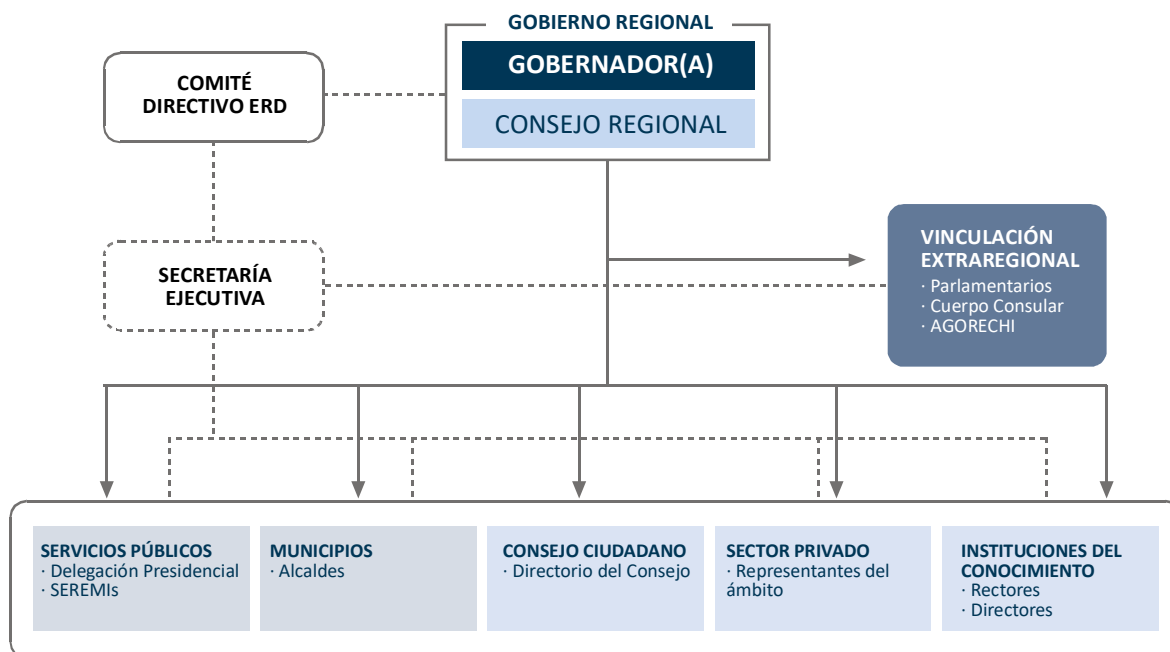 GOBIERNO REGIONAL
GOBERNADOR(A)
CONSEJO REGIONAL
COMITÉ
DIRECTIVO ERD
SECRETARÍA
EJECUTIVA
VINCULACIÓN
EXTRAREGIONAL
· Parlamentarios
· Cuerpo Consular
· AGORECHI
SERVICIOS PÚBLICOS
· Delegación Presidencial
· SEREMIs
MUNICIPIOS
· Alcaldes
CONSEJO CIUDADANO
· Directorio del Consejo
SECTOR PRIVADO
· Representantes del
ámbito
INSTITUCIONES DEL
CONOCIMIENTO
· Rectores
· Directores